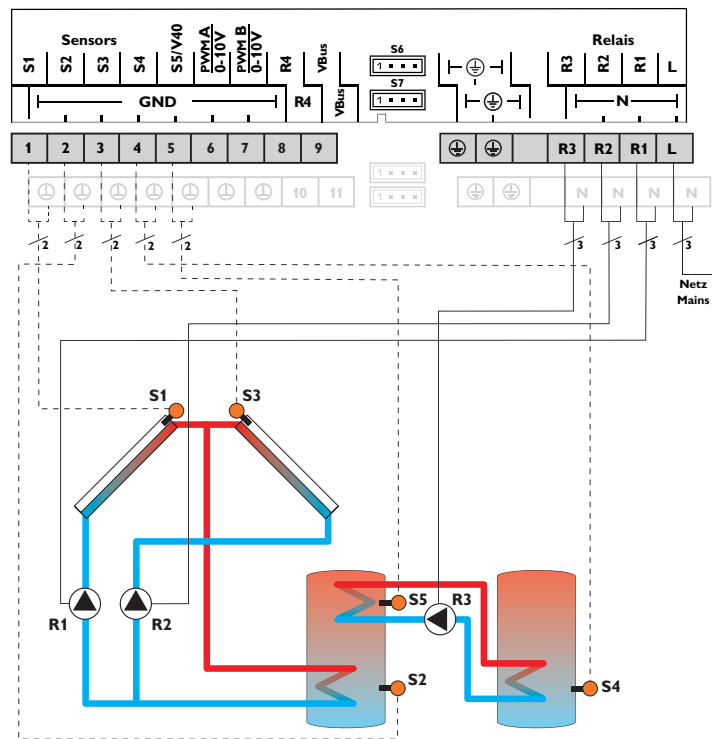 Sensors
Relais
S1 S2 S3 S4 S5/V40 PWM A 0-10V PWM B 0-10V R4 VBus
S6
1
S7
1
R3 R2 R1 L
GND
R4
VBus
N
1 2 3 4 5 6 7 8 9
R3 R2 R1 L
10 11
N N N N
2 2 2 2 2
3 3 3 3
Netz
Mains
S1
S3
S5
R3
R1
R2
S2
S4